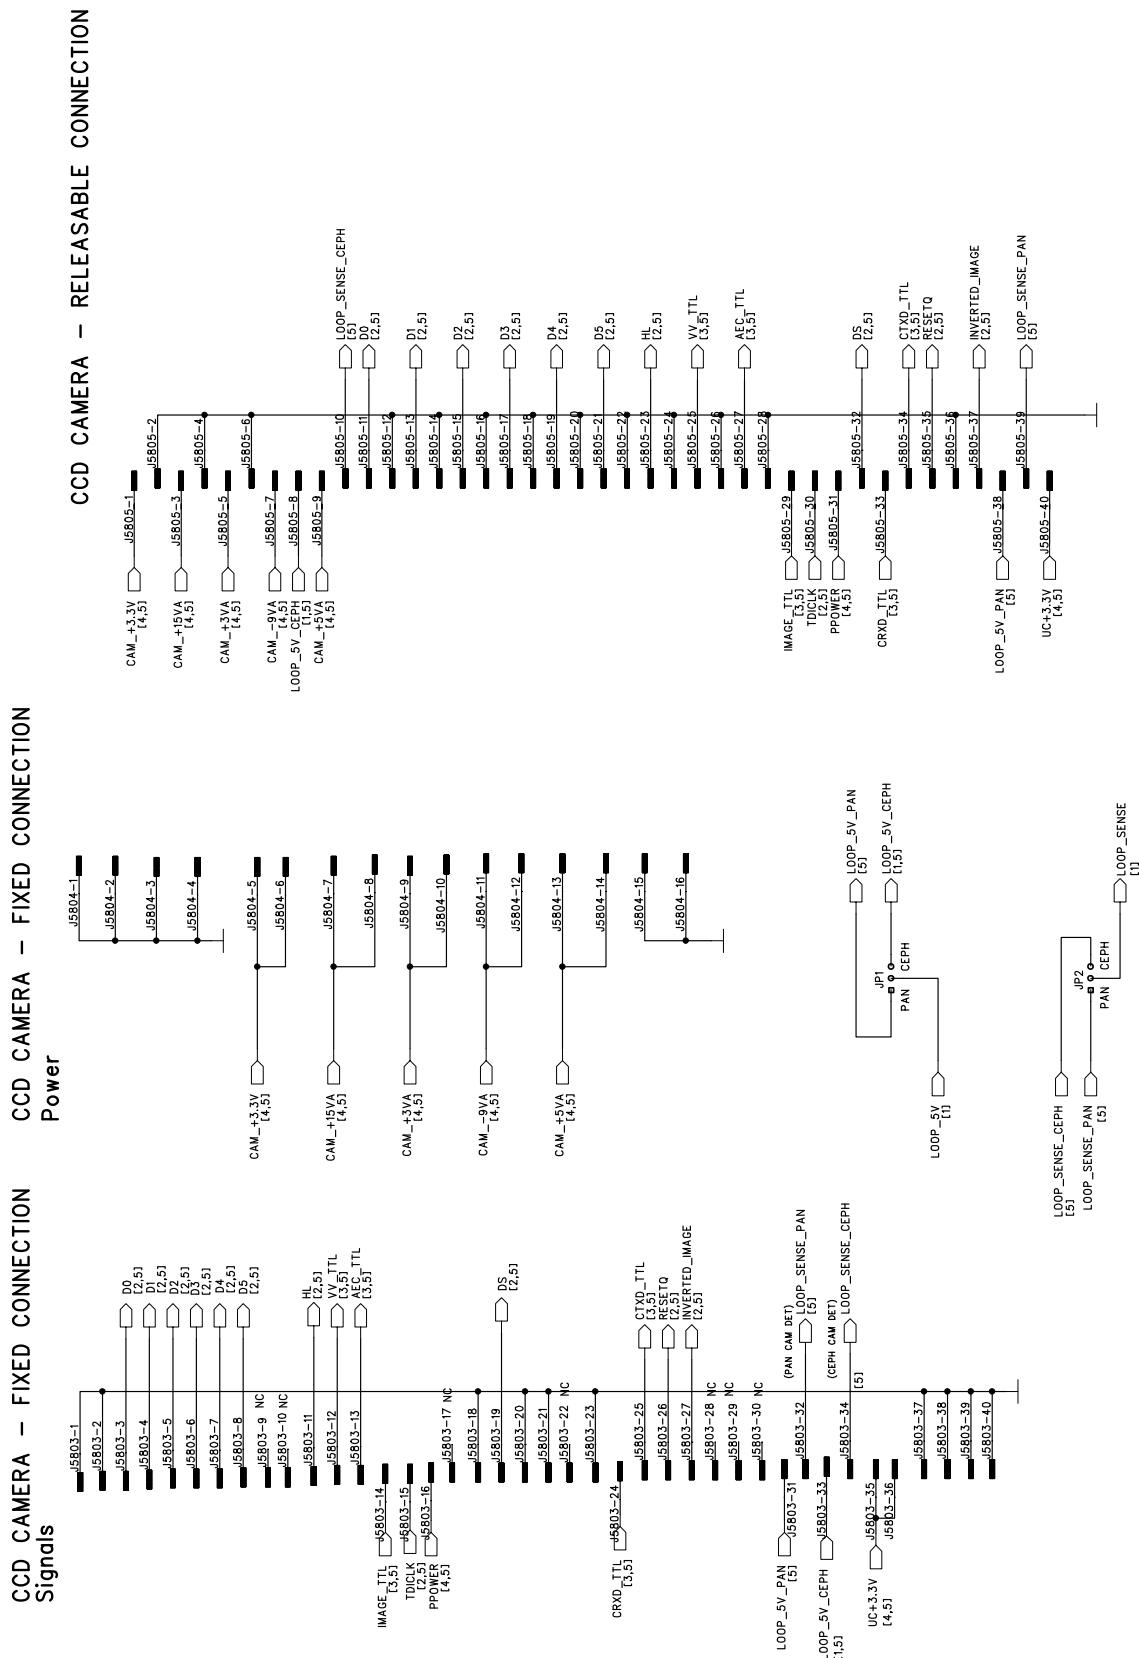 CCD CAMERA - FIXED CONNECTION
Signals
J5803-1
J5803-2
J5803-3
D0
[2,5]
J5803-4
D1
[2,5]
J5803-5
D2
[2,5]
J5803-6
D3
[2,5]
J5803-7
D4
[2,5]
J5803-8
D5
[2,5]
J5803-9 NC
J5803-10 NC
J5803-11
HL
[2,5]
J5803-12
VV_TTL
[3,5]
J5803-13
AEC_TTL
[3,5]
IMAGE_TTL
[3,5]
J5803-14
TDICLK
[2,5]
J5803-15
PPOWER
[4,5]
J5803-16
J5803-17 NC
J5803-18
J5803-19
DS
[2,5]
J5803-20
J5803-21
J5803-22 NC
J5803-23
CRXD_TTL
[3,5]
J5803-24
J5803-25
CTXD_TTL
[3,5]
J5803-26
RESETQ
[2,5]
J5803-27
INVERTED_IMAGE
[2,5]
J5803-28 NC
J5803-29 NC
J5803-30 NC
LOOP_5V_PAN
[5]
J5803-31
J5803-32
(PAN CAM DET)
LOOP_SENSE_PAN
[5]
LOOP_5V_CEPH
[1,5]
J5803-33
J5803-34
(CEPH CAM DET)
LOOP_SENSE_CEPH
[5]
UC+3.3V
[4,5]
J5803-35
J5803-36
J5803-37
J5803-38
J5803-39
J5803-40
CCD CAMERA - FIXED CONNECTION
Power
J5804-1
J5804-2
J5804-3
J5804-4
CAM_+3.3V
[4,5]
J5804-5
J5804-6
CAM_+15VA
[4,5]
J5804-7
J5804-8
CAM_+3VA
[4,5]
J5804-9
J5804-10
CAM_-9VA
[4,5]
J5804-11
J5804-12
CAM_+5VA
[4,5]
J5804-13
J5804-14
J5804-15
J5804-16
LOOP_5V_PAN
[5]
LOOP_5V_CEPH
[1,5]
JP1
PAN
CEPH
LOOP_5V
[1]
LOOP_SENSE_CEPH
[5]
LOOP_SENSE_PAN
[5]
JP2
PAN
CEPH
LOOP_SENSE
[1]
CCD CAMERA - RELEASABLE CONNECTION
CAM_+3.3V
[4,5]
J5805-1
J5805-2
CAM_+15VA
[4,5]
J5805-3
J5805-4
CAM_+3VA
[4,5]
J5805-5
J5805-6
CAM_-9VA
[4,5]
J5805-7
LOOP_5V_CEPH
[1,5]
J5805-8
CAM_+5VA
[4,5]
J5805-9
J5805-10
LOOP_SENSE_CEPH
[5]
J5805-11
D0
[2,5]
J5805-12
J5805-13
D1
[2,5]
J5805-14
J5805-15
D2
[2,5]
J5805-16
J5805-17
D3
[2,5]
J5805-18
J5805-19
D4
[2,5]
J5805-20
J5805-21
D5
[2,5]
J5805-22
J5805-23
HL
[2,5]
J5805-24
J5805-25
VV_TTL
[3,5]
J5805-26
J5805-27
AEC_TTL
[3,5]
J5805-28
IMAGE_TTL
[3,5]
J5805-29
TDICLK
[2,5]
J5805-30
PPOWER
[4,5]
J5805-31
J5805-32
DS
[2,5]
CRXD_TTL
[3,5]
J5805-33
J5805-34
CTXD_TTL
[3,5]
J5805-35
RESETQ
[2,5]
J5805-36
J5805-37
INVERTED_IMAGE
[2,5]
LOOP_5V_PAN
[5]
J5805-38
J5805-39
LOOP_SENSE_PAN
[5]
UC+3.3V
[4,5]
J5805-40